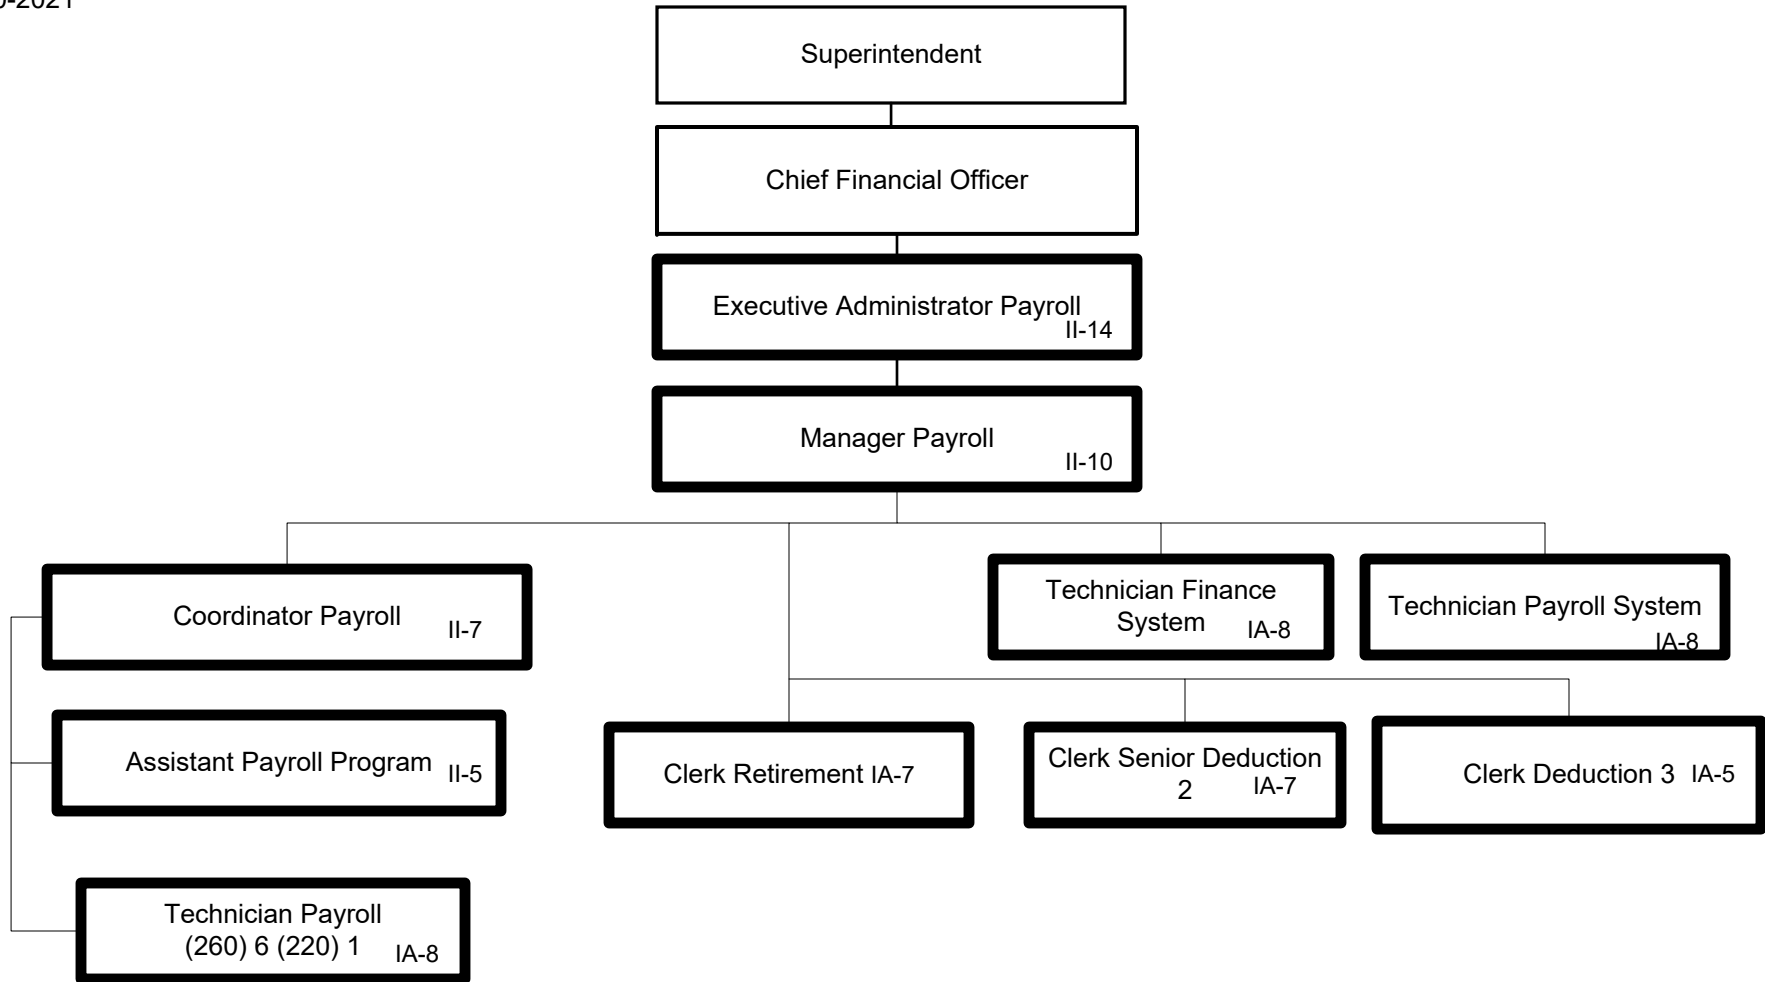 Superintendent
Chief Financial Officer
Executive Administrator Payroll
II-14
Manager Payroll
II-10
Coordinator Payroll
II-7
Technician Finance
System IA-8
Technician Payroll System
IA-8
Assistant Payroll Program II-5
Clerk Retirement IA-7
Clerk Senior Deduction
2 IA-7
Clerk Deduction 3 IA-5
Technician Payroll
(260) 6 (220) 1 IA-8